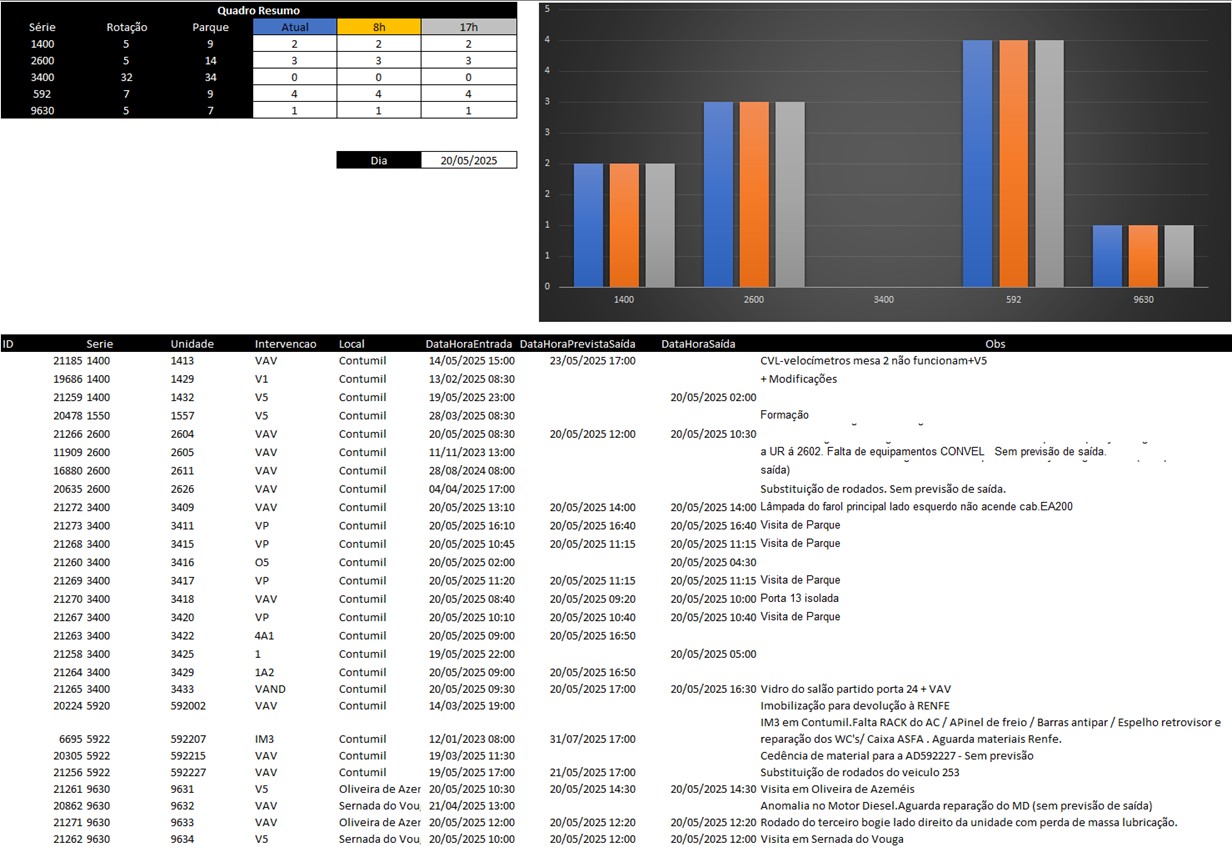 Quadro Resumo
Série Rotação Parque Atual 8h 17h
1400 5 9 2 2 2
2600 5 14 3 3 3
3400 32 34 0 0 0
592 7 9 4 4 4
9630 5 7 1 1 1
Dia 20/05/2025
5
4
4
3
3
2
2
1
1
0
1400 2600 3400 592 9630
ID Serie Unidade Intervencao Local DataHoraEntrada DataHoraPrevistaSaída DataHoraSaída Obs
21185 1400 1413 VAV Contumil 14/05/2025 15:00 23/05/2025 17:00 CVL-velocímetros mesa 2 não funcionam+V5
19686 1400 1429 V1 Contumil 13/02/2025 08:30 + Modificações
21259 1400 1432 V5 Contumil 19/05/2025 23:00 20/05/2025 02:00
20478 1550 1557 V5 Contumil 28/03/2025 08:30 Formação
21266 2600 2604 VAV Contumil 20/05/2025 08:30 20/05/2025 12:00 20/05/2025 10:30
11909 2600 2605 VAV Contumil 11/11/2023 13:00 a UR á 2602. Falta de equipamentos CONVEL Sem previsão de saída.
16880 2600 2611 VAV Contumil 28/08/2024 08:00 saída)
20635 2600 2626 VAV Contumil 04/04/2025 17:00 Substituição de rodados. Sem previsão de saída.
21272 3400 3409 VAV Contumil 20/05/2025 13:10 20/05/2025 14:00 20/05/2025 14:00 Lâmpada do farol principal lado esquerdo não acende cab.EA200
21273 3400 3411 VP Contumil 20/05/2025 16:10 20/05/2025 16:40 20/05/2025 16:40 Visita de Parque
21268 3400 3415 VP Contumil 20/05/2025 10:45 20/05/2025 11:15 20/05/2025 11:15 Visita de Parque
21260 3400 3416 O5 Contumil 20/05/2025 02:00 20/05/2025 04:30
21269 3400 3417 VP Contumil 20/05/2025 11:20 20/05/2025 11:15 20/05/2025 11:15 Visita de Parque
21270 3400 3418 VAV Contumil 20/05/2025 08:40 20/05/2025 09:20 20/05/2025 10:00 Porta 13 isolada
21267 3400 3420 VP Contumil 20/05/2025 10:10 20/05/2025 10:40 20/05/2025 10:40 Visita de Parque
21263 3400 3422 4A1 Contumil 20/05/2025 09:00 20/05/2025 16:50
21258 3400 3425 1 Contumil 19/05/2025 22:00 20/05/2025 05:00
21264 3400 3429 1A2 Contumil 20/05/2025 09:00 20/05/2025 16:50
21265 3400 3433 VAND Contumil 20/05/2025 09:30 20/05/2025 17:00 20/05/2025 16:30 Vidro do salão partido porta 24 + VAV
20224 5920 592002 VAV Contumil 14/03/2025 19:00 Imobilização para devolução à RENFE
IM3 em Contumil.Falta RACK do AC / APinel de freio / Barras antipar / Espelho retrovisor e
6695 5922 592207 IM3 Contumil 12/01/2023 08:00 31/07/2025 17:00 reparação dos WC's/ Caixa ASFA . Aguarda materiais Renfe.
20305 5922 592215 VAV Contumil 19/03/2025 11:30 Cedência de material para a AD592227 - Sem previsão
21256 5922 592227 VAV Contumil 19/05/2025 17:00 21/05/2025 17:00 Substituição de rodados do veiculo 253
21261 9630 9631 V5 Oliveira de Azer 20/05/2025 10:30 20/05/2025 14:30 20/05/2025 14:30 Visita em Oliveira de Azeméis
20862 9630 9632 VAV Sernada do Vou 21/04/2025 13:00 Anomalia no Motor Diesel.Aguarda reparação do MD (sem previsão de saída)
21271 9630 9633 VAV Oliveira de Azer 20/05/2025 12:00 20/05/2025 12:20 20/05/2025 12:20 Rodado do terceiro bogie lado direito da unidade com perda de massa lubricação.
21262 9630 9634 V5 Sernada do Vou 20/05/2025 10:00 20/05/2025 12:00 20/05/2025 12:00 Visita em Sernada do Vouga